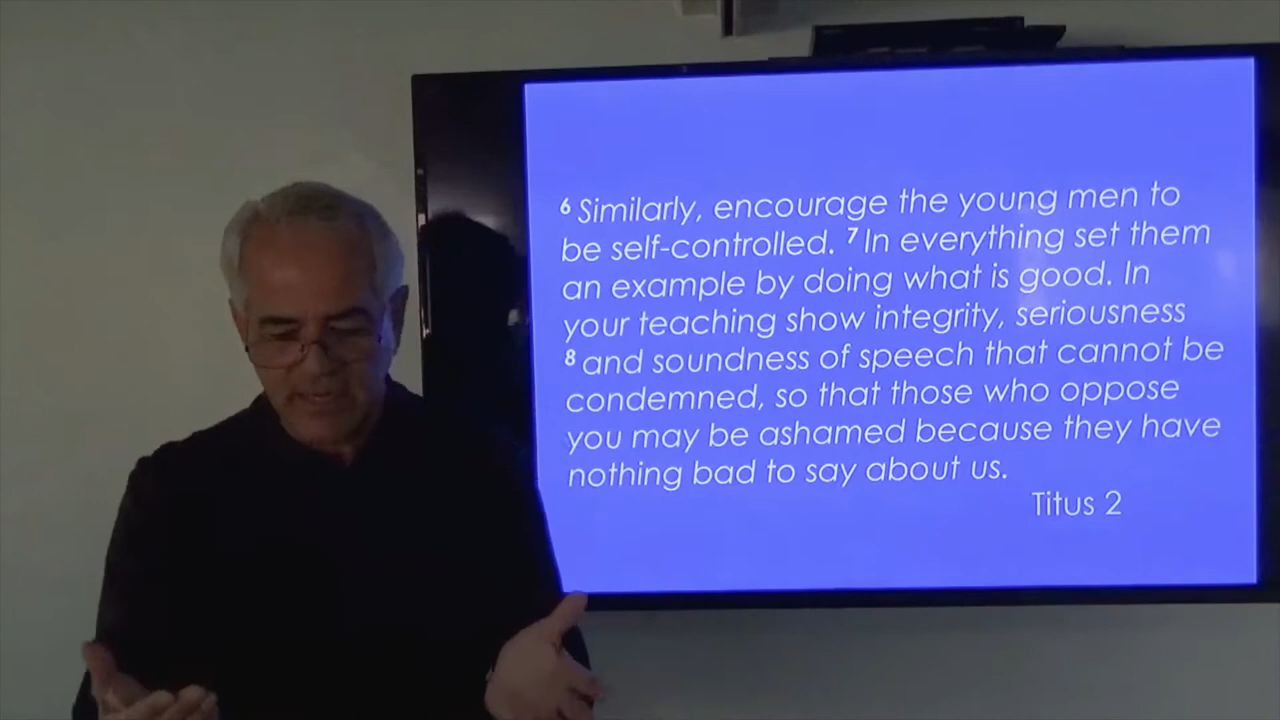 6 Similarly, encourage the young men to
be self-controlled. 7 In everything set them
an example by doing what is good. In
your teaching show integrity, seriousness
8 and soundness of speech that cannot be
condemned, so that those who oppose
you may be ashamed because they have
nothing bad to say about us.
Titus 2